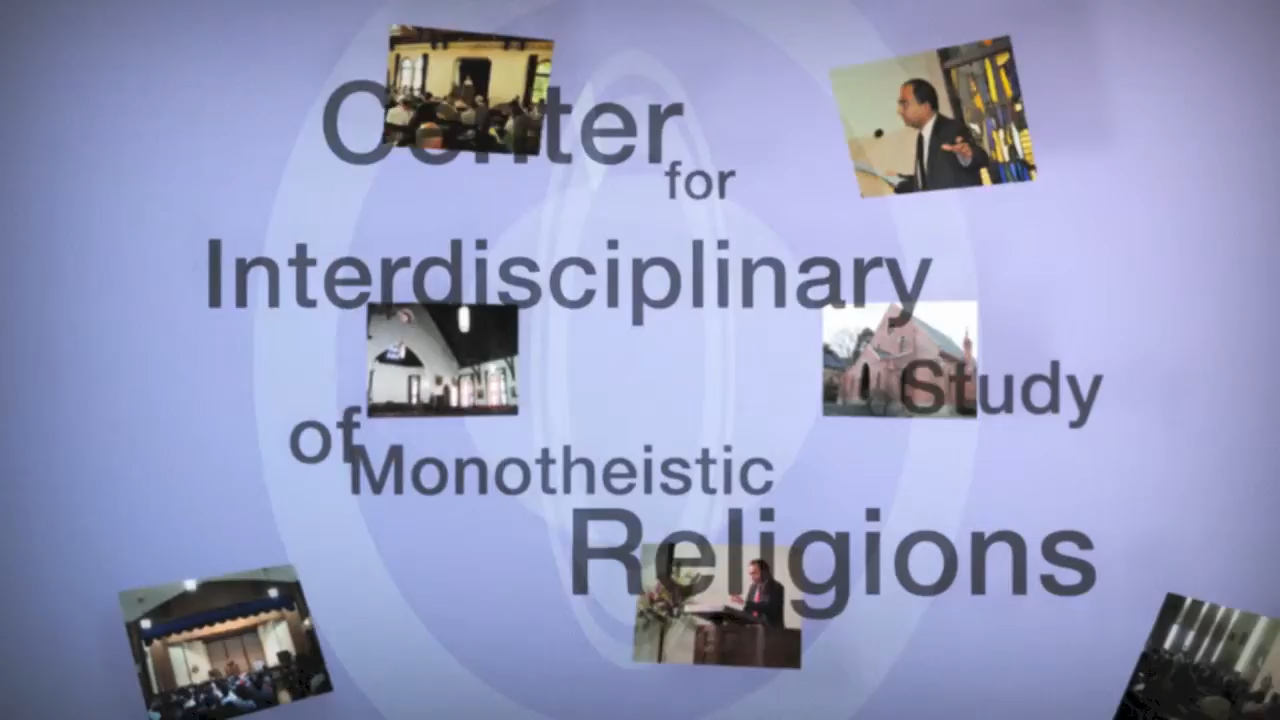 Center
for
Interdisciplinary
Study
of
Monotheistic
Religions